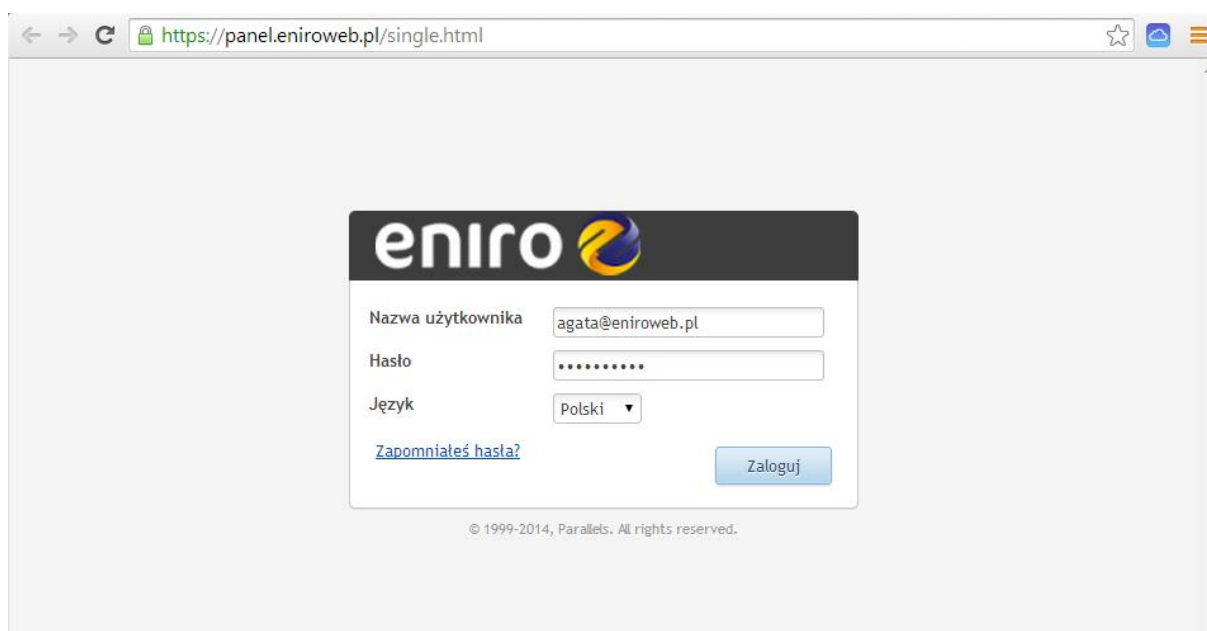 https://panel.eniroweb.pl/single.html
eniro
Nazwa użytkownika agata@eniroweb.pl
Hasło ••••••••••
Język Polski
Zapomniałeś hasła?
Zaloguj
© 1999-2014, Parallels. All rights reserved.